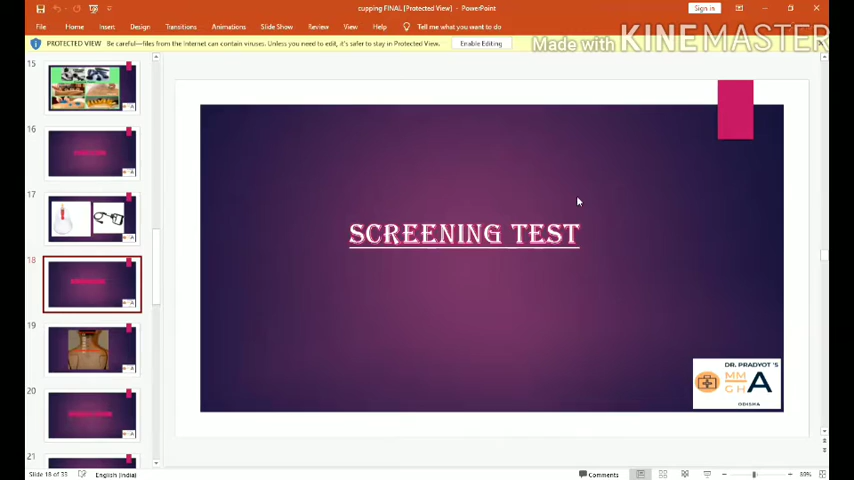 cupping FINAL [Protected View] - PowerPoint
Sign in
File Home Insert Design Transitions Animations Slide Show Review View Help Tell me what you want to do
PROTECTED VIEW Be careful—files from the Internet can contain viruses. Unless you need to edit, it's safer to stay in Protected View. Enable Editing
Made with KINEMASTER
15
16
17
18
19
20
21
SCREENING TEST
DR. PRADYOT 'S
MM
GH
A
ODISHA
Slide 18 of 35 English (India) Comments